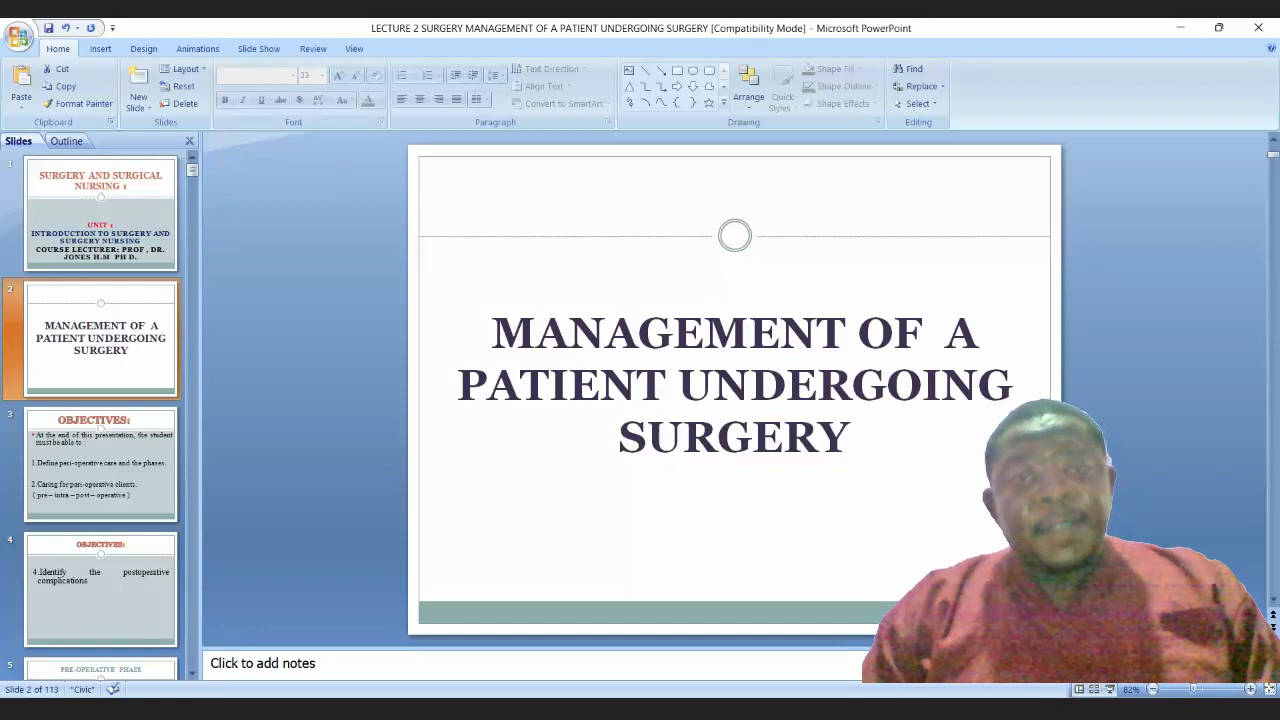 LECTURE 2 SURGERY MANAGEMENT OF A PATIENT UNDERGOING SURGERY [Compatibility Mode] - Microsoft PowerPoint
Home Insert Design Animations Slide Show Review View
Paste
Cut
Copy
Format Painter
Clipboard
New Slide
Layout
Reset
Delete
Slides
33
Font
Text Direction
Align Text
Convert to SmartArt
Paragraph
Arrange
Quick Styles
Shape Fill
Shape Outline
Shape Effects
Drawing
Find
Replace
Select
Editing
Slides Outline
1
SURGERY AND SURGICAL
NURSING 1
UNIT 1
INTRODUCTION TO SURGERY AND
SURGERY NURSING
COURSE LECTURER: PROF , DR.
JONES H.M PH D.
2
MANAGEMENT OF A
PATIENT UNDERGOING
SURGERY
3
OBJECTIVES:
At the end of this presentation, the student
must be able to :
1.Define peri-operative care and the phases.
2.Caring for peri-operative clients.
( pre – intra – post – operative )
4
OBJECTIVES:
4.Identify the postoperative
complications
5
PRE-OPERATIVE PHASE
MANAGEMENT OF A
PATIENT UNDERGOING
SURGERY
Click to add notes
Slide 2 of 113 "Civic" 82%